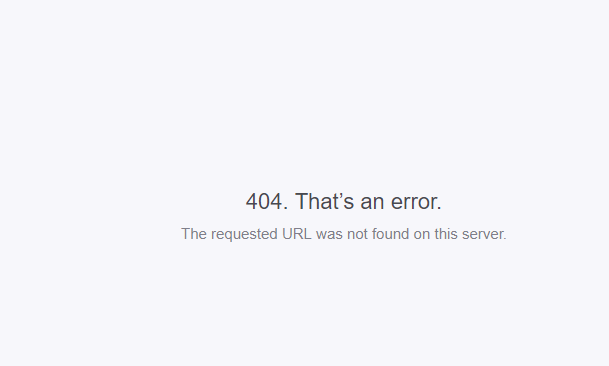 404. That’s an error.
The requested URL was not found on this server.